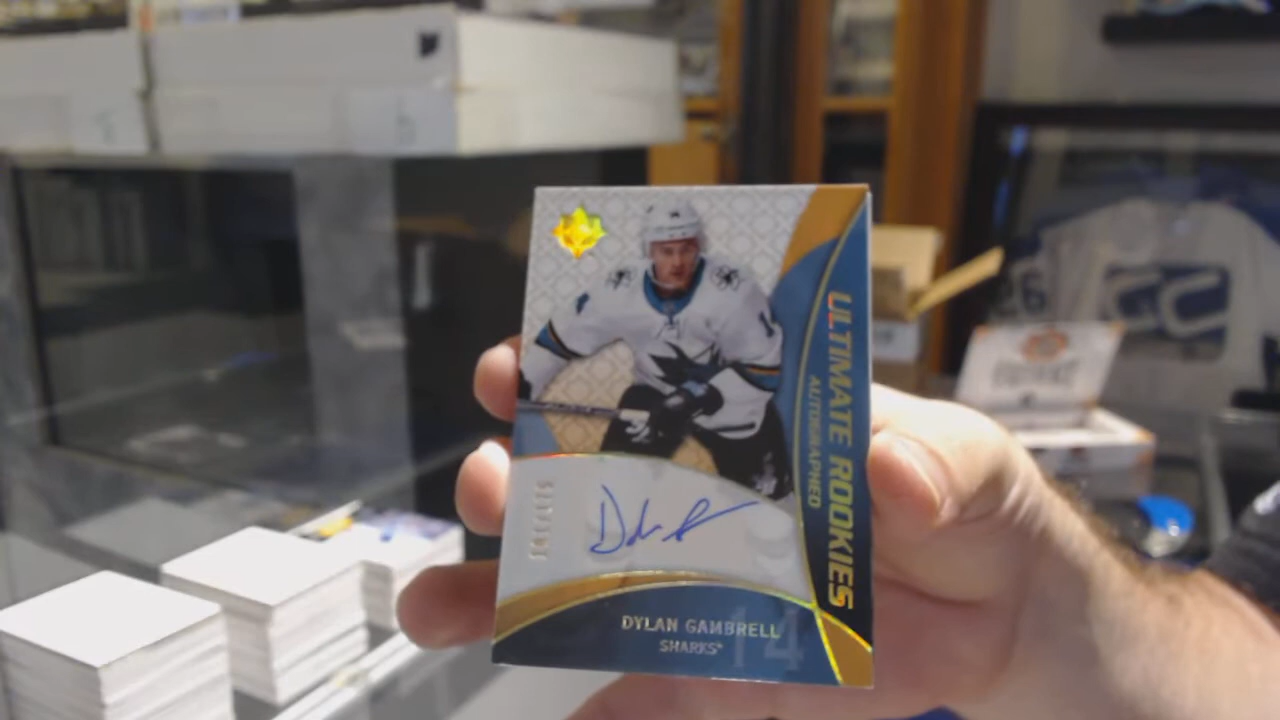 ULTIMATE ROOKIES
AUTOGRAPHED
DYLAN GAMBRELL
SHARKS
14